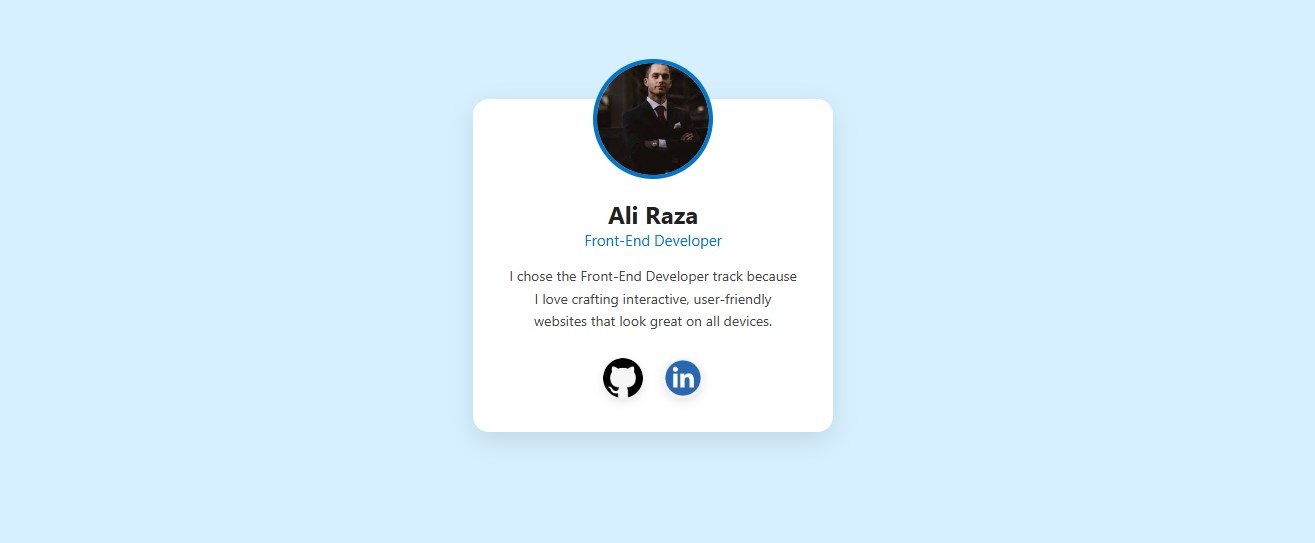 Ali Raza
Front-End Developer
I chose the Front-End Developer track because
I love crafting interactive, user-friendly
websites that look great on all devices.
in